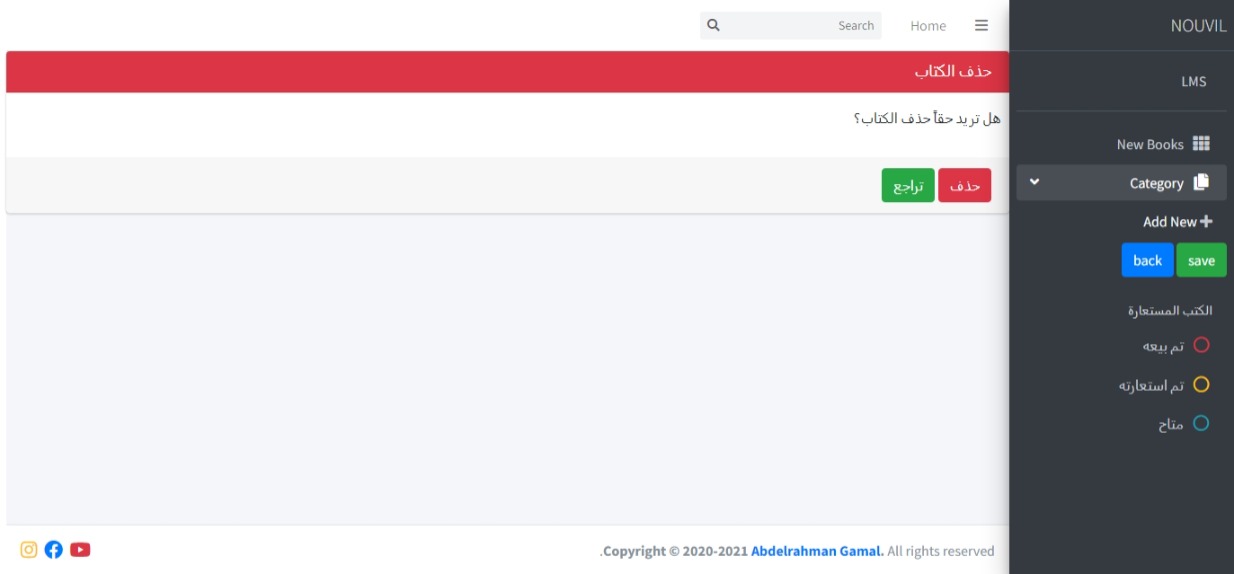 NOUVIL
LMS
New Books
Category
Add New
save back
الكتب المستعارة
تم بيعه
تم استعارته
متاح
Home Search
حذف الكتاب
هل تريد حقاً حذف الكتاب؟
حذف تراجع
Copyright © 2020-2021 Abdelrahman Gamal. All rights reserved.